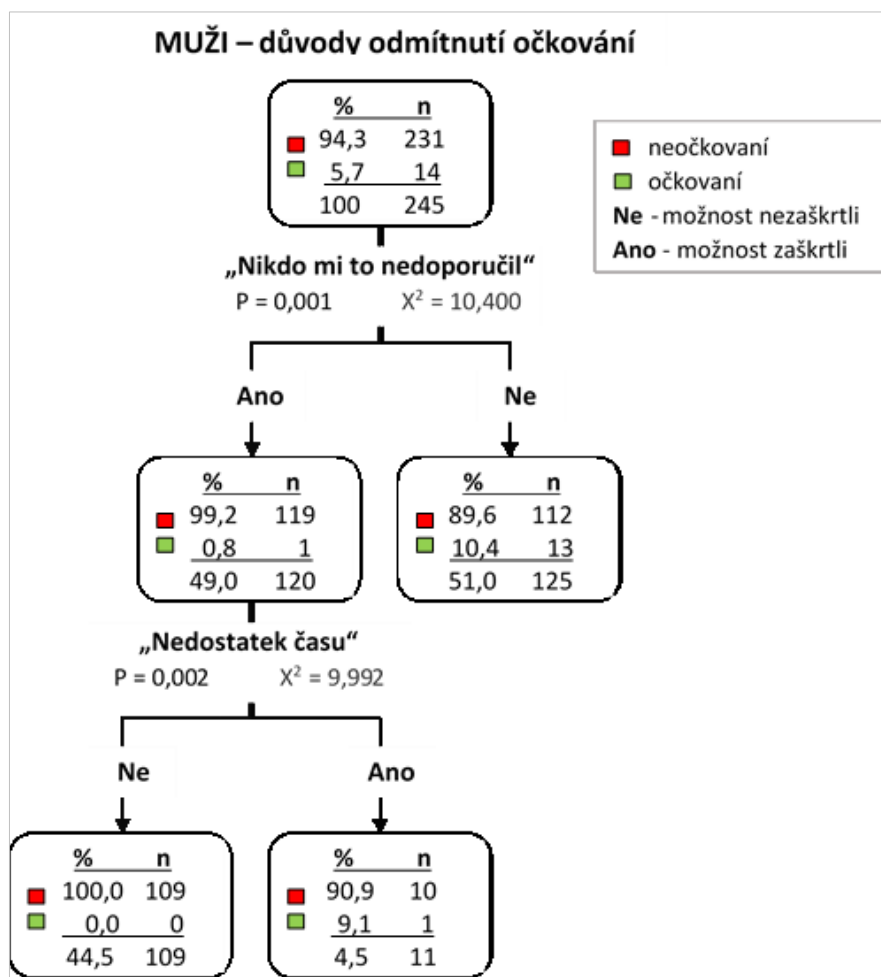 MUŽI – důvody odmítnutí očkování
% n
94,3 231
5,7 14
100 245
neočkovaní
očkovaní
Ne - možnost nezaškrtli
Ano - možnost zaškrtli
„Nikdo mi to nedoporučil“
P = 0,001 X² = 10,400
Ano Ne
% n
99,2 119
0,8 1
49,0 120
% n
89,6 112
10,4 13
51,0 125
„Nedostatek času“
P = 0,002 X² = 9,992
Ne Ano
% n
100,0 109
0,0 0
44,5 109
% n
90,9 10
9,1 1
4,5 11